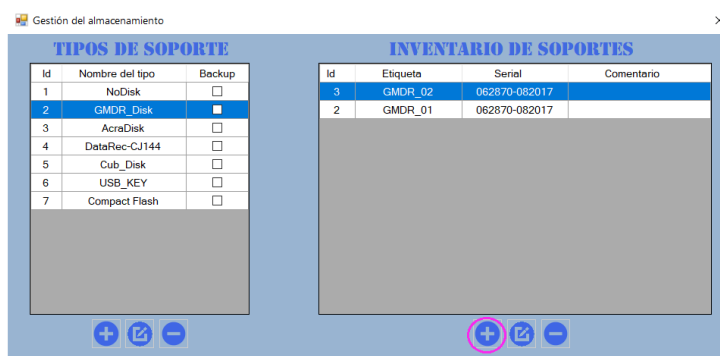 Gestión del almacenamiento
TIPOS DE SOPORTE
Id Nombre del tipo Backup
1 NoDisk
2 GMDR_Disk
3 AcraDisk
4 DataRec-CJ144
5 Cub_Disk
6 USB_KEY
7 Compact Flash
INVENTARIO DE SOPORTES
Id Etiqueta Serial Comentario
3 GMDR_02 062870-082017
2 GMDR_01 062870-082017